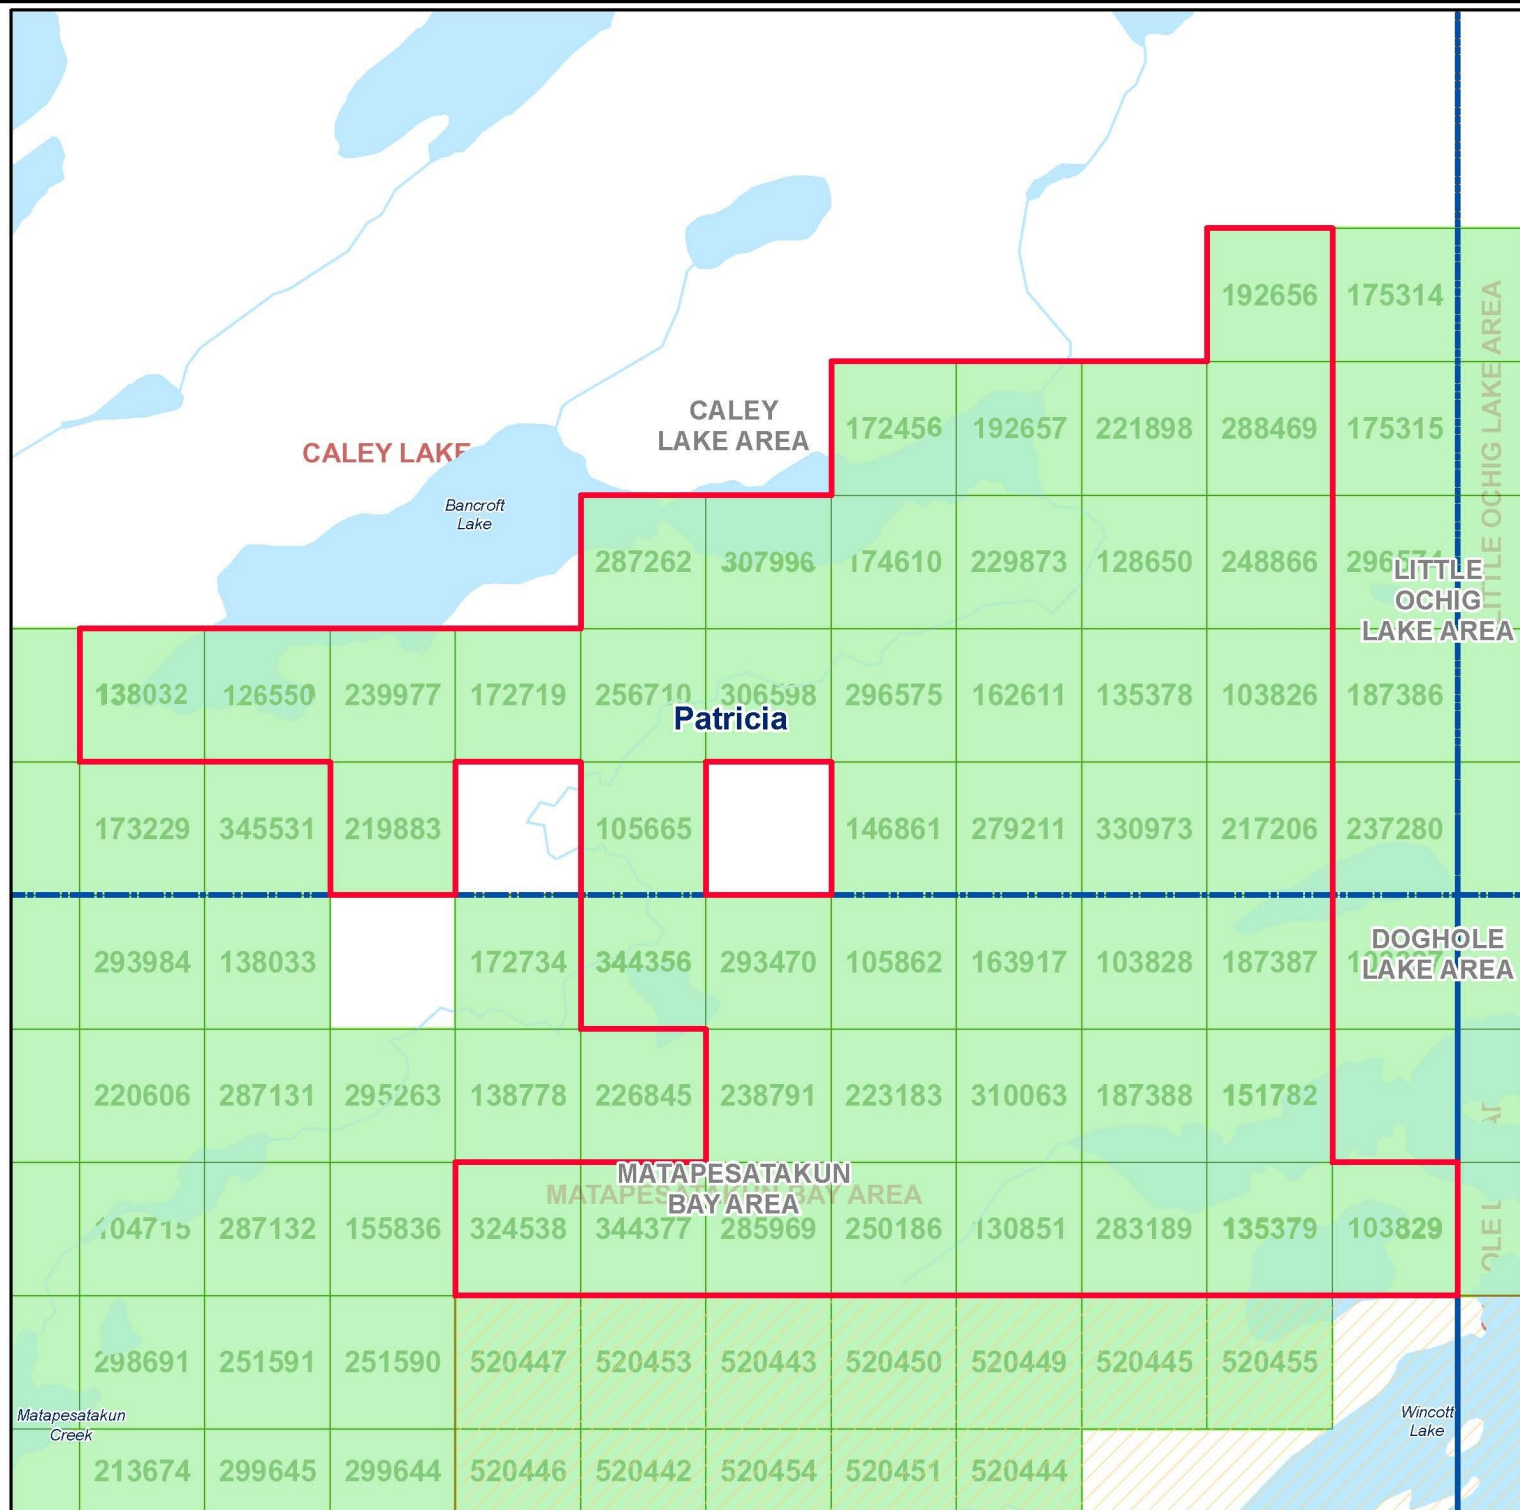 192656 175314
LITTLE OCHIG LAKE AREA
CALEY
LAKE AREA
172456 192657 221898 288469 175315
CALEY LAKE
Bancroft
Lake
287262 307996 174610 229873 128650 248866
LITTLE
OCHIG
LAKE AREA
138032 126550 239977 172719 256710 306598 296575 162611 135378 103826 187386
Patricia
173229 345531 219883 105665 146861 279211 330973 217206 237280
DOGHOLE
LAKE AREA
293984 138033 172734 344356 293470 105862 163917 103828 187387
220606 287131 295263 138778 226845 238791 223183 310063 187388 151782
MATAPESATAKUN
BAY AREA
MATAPESATAKUN BAY AREA
104715 287132 155836 324538 344377 285969 250186 130851 283189 135379 103829
298691 251591 251590 520447 520453 520443 520450 520449 520445 520455
Matapesatakun
Creek
Wincott
Lake
213674 299645 299644 520446 520442 520454 520451 520444